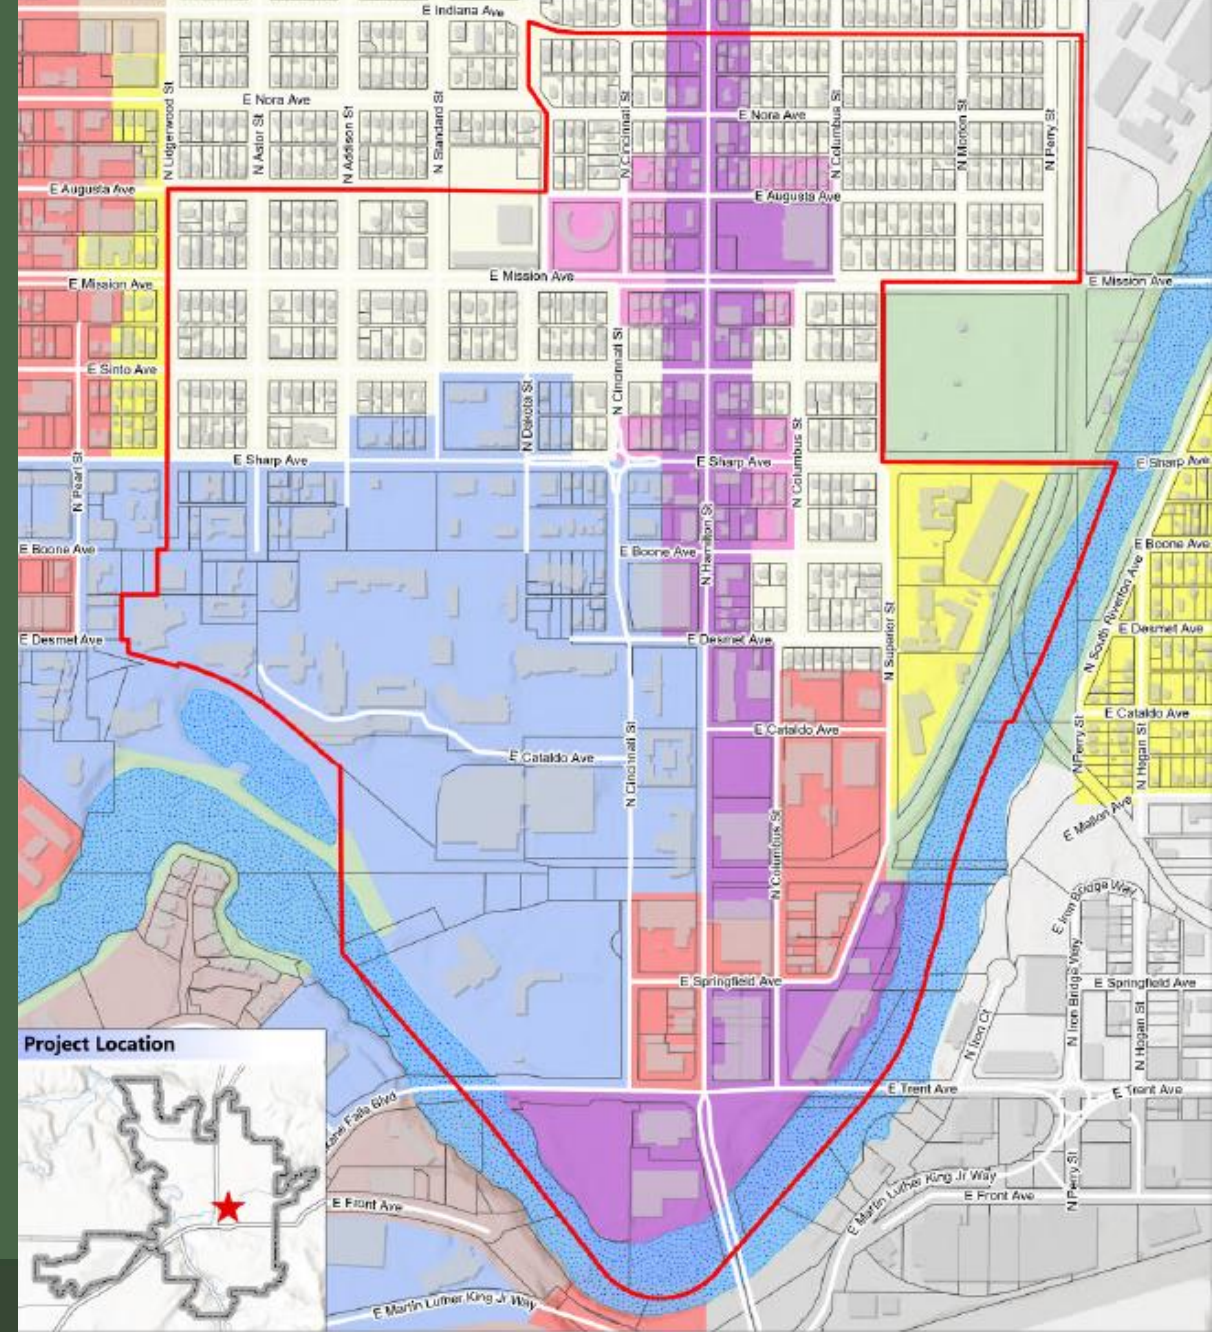 E Indiana Ave
E Nora Ave
N Lidgerwood St
N Astor St
N Addison St
N Standard St
N Cincinnati St
E Nora Ave
N Columbus St
N Morton St
N Perry St
E Augusta Ave
E Augusta Ave
E Mission Ave
E Mission Ave
E Mission Ave
E Sinto Ave
N Dakota St
N Cincinnati St
N Columbus St
N Pearl St
E Sharp Ave
E Sharp Ave
E Sharp Ave
N Hamilton St
E Boone Ave
E Boone Ave
E Boone Ave
E Desmet Ave
E Desmet Ave
E Desmet Ave
N Superior St
N South Riverton Ave
E Cataldo Ave
E Cataldo Ave
E Cataldo Ave
N Cincinnati St
N Perry St
N Hogan St
N Columbus St
E Mallon Ave
E Iron Bridge Way
N Iron Bridge Way
E Springfield Ave
E Springfield Ave
N Iron Ct
N Hogan St
Project Location
E Trent Ave
E Trent Ave
Falls Blvd
E Front Ave
E Front Ave
N Perry St
E Martin Luther King Jr Way
E Martin Luther King Jr Way